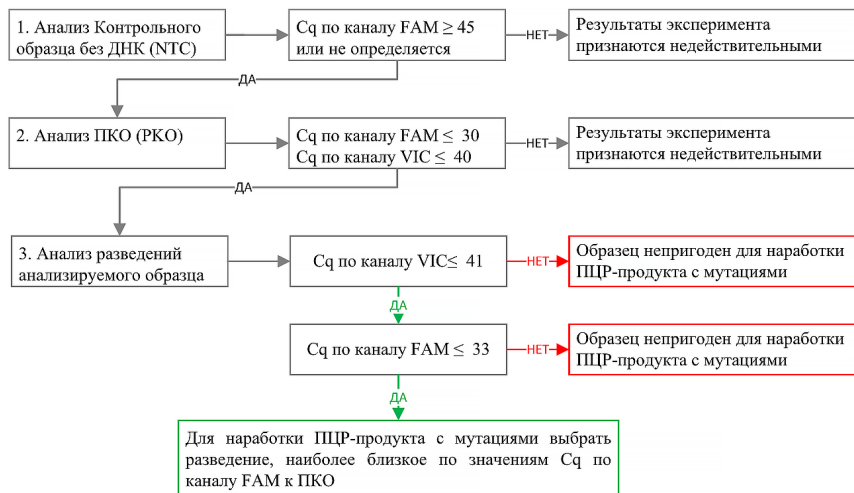 1. Анализ Контрольного
образца без ДНК (NTC)
Cq по каналу FAM ≥ 45
или не определяется
НЕТ
Результаты эксперимента
признаются недействительными
ДА
2. Анализ ПКО (PKO)
Cq по каналу FAM ≤ 30
Cq по каналу VIC ≤ 40
НЕТ
Результаты эксперимента
признаются недействительными
ДА
3. Анализ разведений
анализируемого образца
Cq по каналу VIC≤ 41
НЕТ
Образец непригоден для наработки
ПЦР-продукта с мутациями
ДА
Cq по каналу FAM ≤ 33
НЕТ
Образец непригоден для наработки
ПЦР-продукта с мутациями
ДА
Для наработки ПЦР-продукта с мутациями выбрать
разведение, наиболее близкое по значениям Cq по
каналу FAM к ПКО